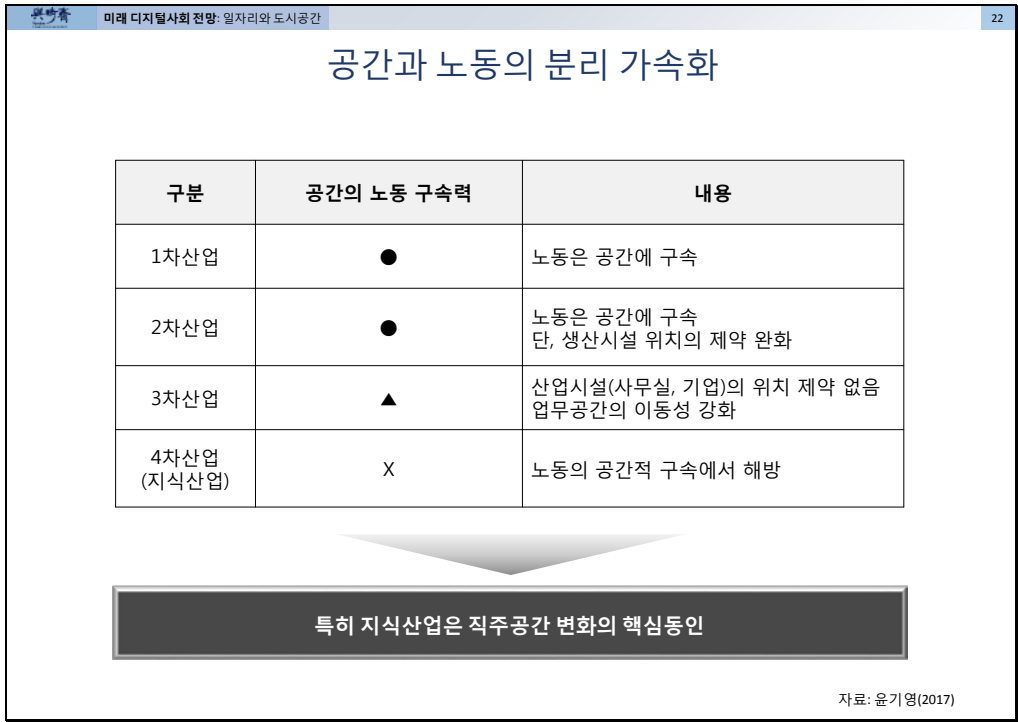 興亐齋
미래 디지털사회 전망: 일자리와 도시공간
22
공간과 노동의 분리 가속화
구분 공간의 노동 구속력 내용
1차산업 ● 노동은 공간에 구속
2차산업 ● 노동은 공간에 구속
단, 생산시설 위치의 제약 완화
3차산업 ▲ 산업시설(사무실, 기업)의 위치 제약 없음
업무공간의 이동성 강화
4차산업
(지식산업) X 노동의 공간적 구속에서 해방
특히 지식산업은 직주공간 변화의 핵심동인
자료: 윤기영(2017)